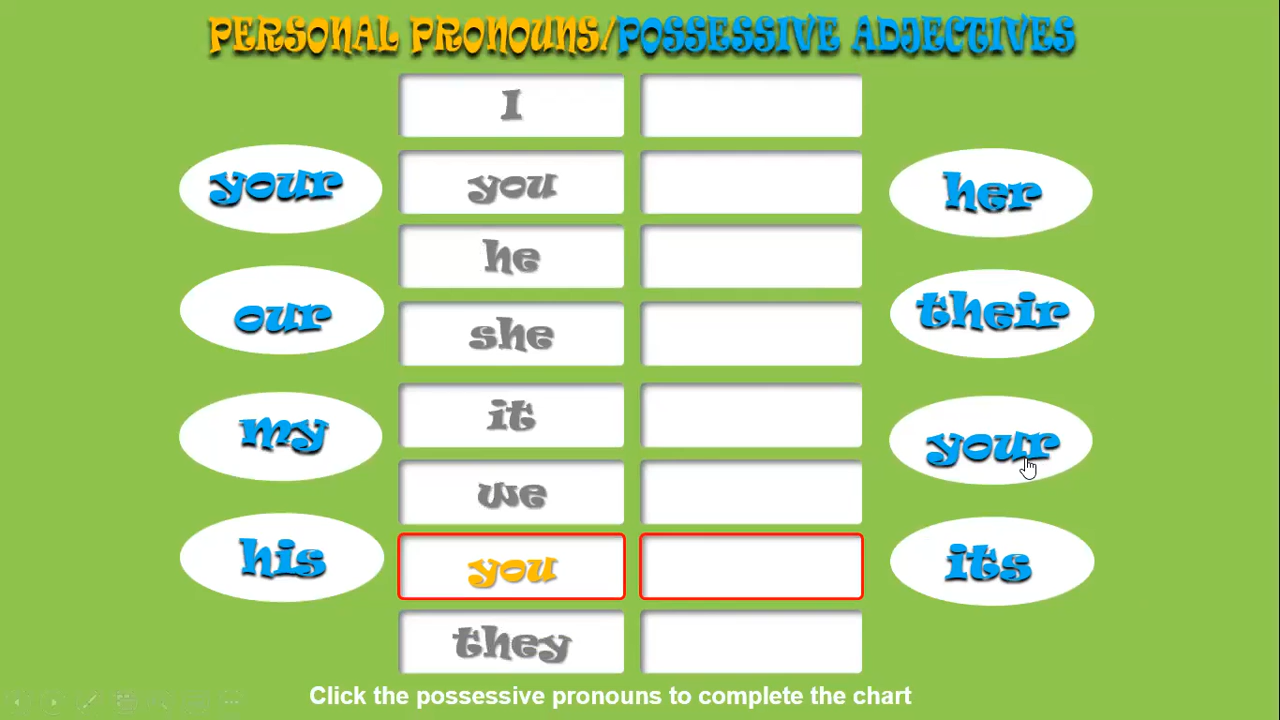 PERSONAL PRONOUNS/POSSESSIVE ADJECTIVES
I
your
you
her
he
our
she
their
it
my
your
we
his
you
its
they
Click the possessive pronouns to complete the chart